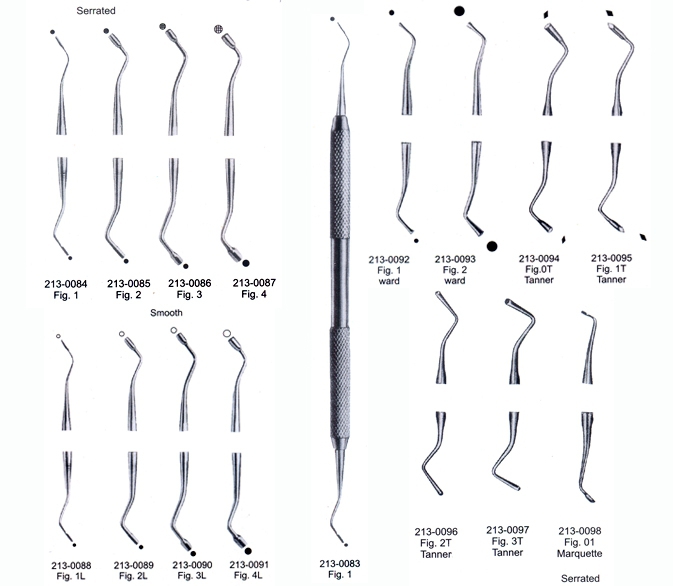 Serrated
213-0084
Fig. 1
213-0085
Fig. 2
213-0086
Fig. 3
213-0087
Fig. 4
Smooth
213-0088
Fig. 1L
213-0089
Fig. 2L
213-0090
Fig. 3L
213-0091
Fig. 4L
213-0083
Fig. 1
213-0092
Fig. 1
ward
213-0093
Fig. 2
ward
213-0094
Fig.0T
Tanner
213-0095
Fig. 1T
Tanner
213-0096
Fig. 2T
Tanner
213-0097
Fig. 3T
Tanner
213-0098
Fig. 01
Marquette
Serrated